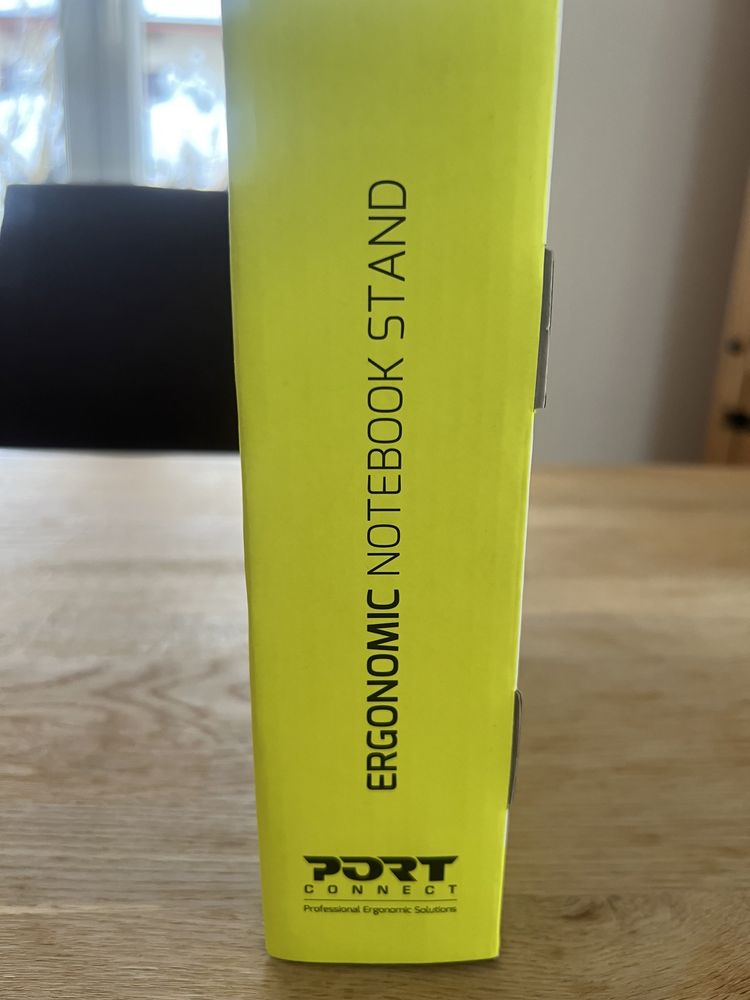 ERGONOMIC NOTEBOOK STAND
PORT
CONNECT
Professional Ergonomic Solutions